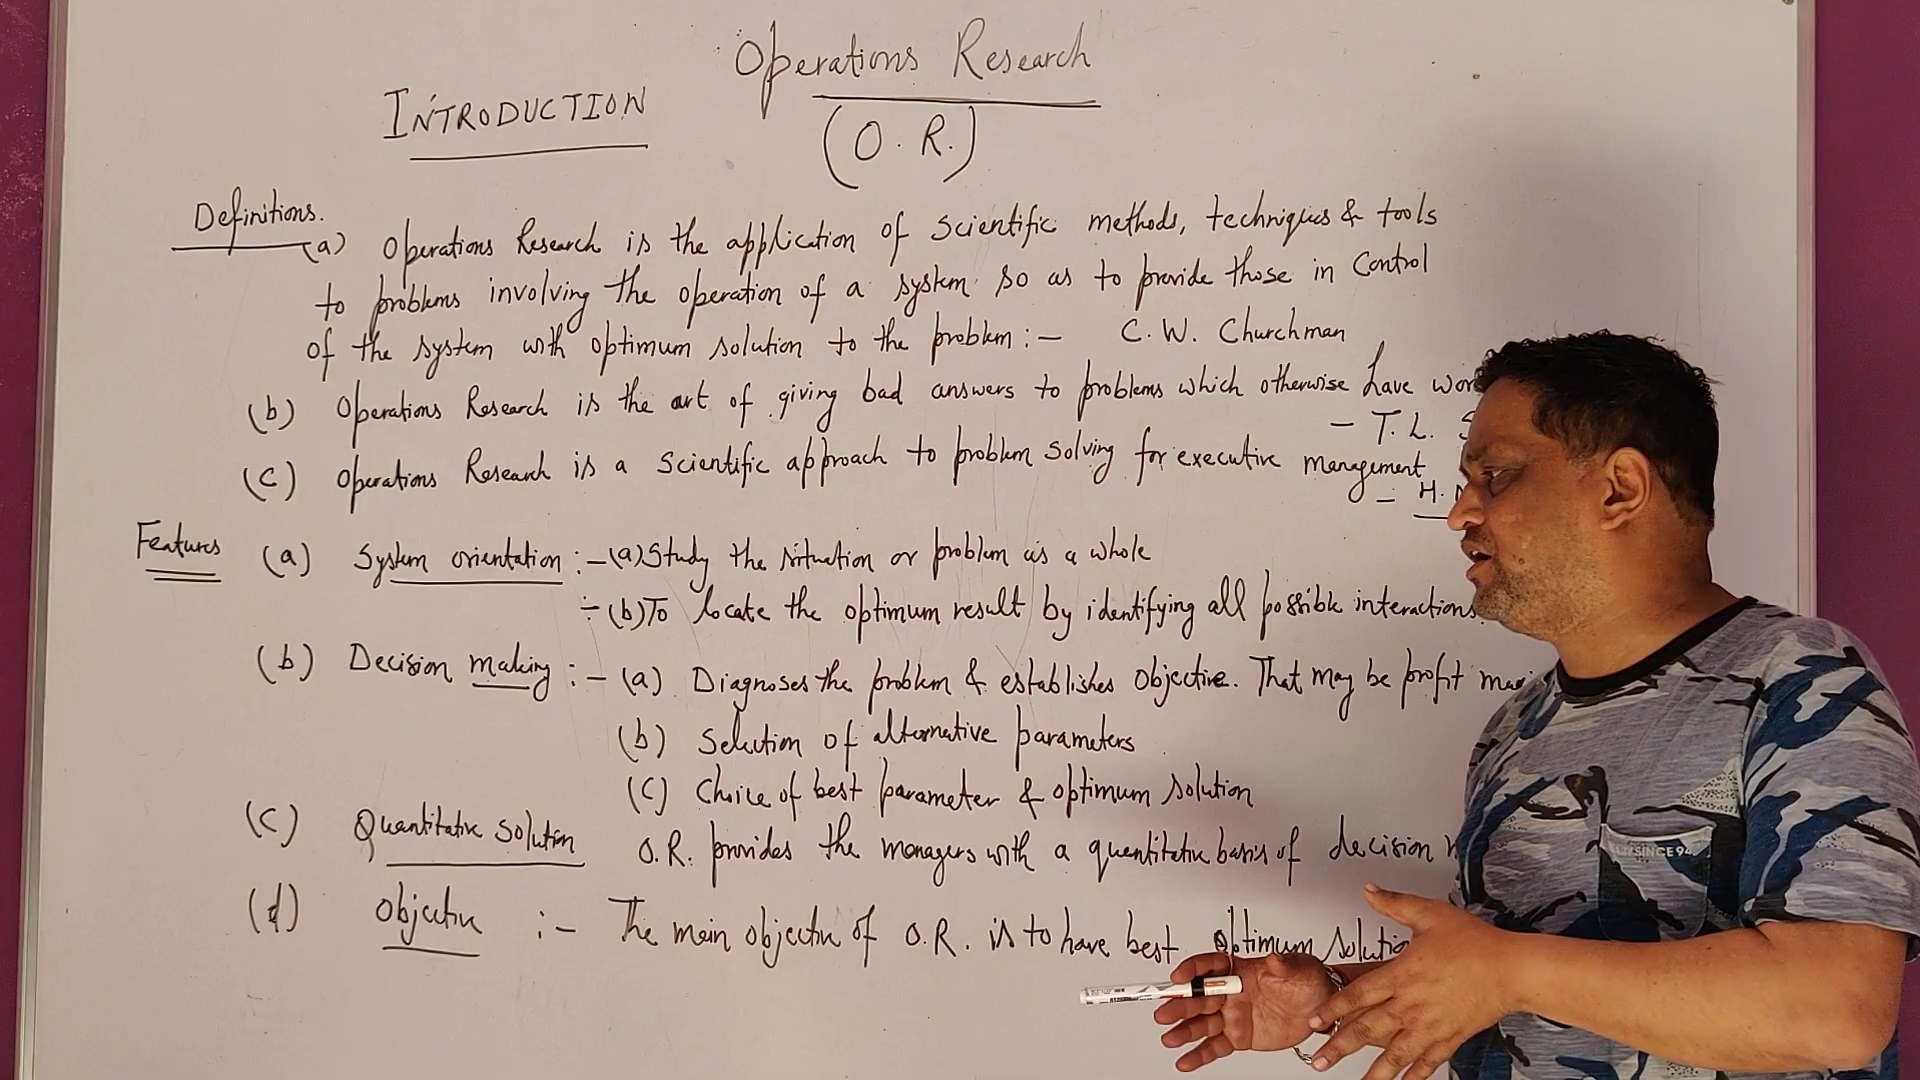 Operations Research
INTRODUCTION
(O.R.)
Definitions.
(a) Operations Research is the application of scientific methods, techniques & tools
to problems involving the operation of a system so as to provide those in control
of the system with optimum solution to the problem :- C. W. Churchman
(b) Operations Research is the art of giving bad answers to problems which otherwise have
- T. L.
(c) Operations Research is a scientific approach to problem solving for executive management
- H.
Features (a) System orientation :- (a) Study the situation or problem as a whole
:- (b) To locate the optimum result by identifying all possible interactions.
(b) Decision making :- (a) Diagnoses the problem & establishes objective. That may be profit
(b) Selection of alternative parameters
(c) Choice of best parameter & optimum solution
(c) Quantitative solution O.R. provides the managers with a quantitative basis of decision
(d) Objective :- The main objective of O.R. is to have best optimum
SINCE 94